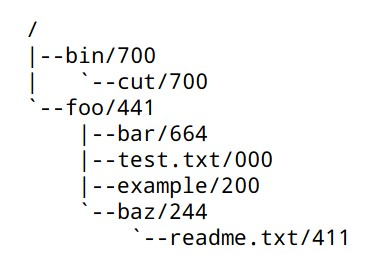 /
|--bin/700
|   `--cut/700
`--foo/441
    |--bar/664
    |--test.txt/000
    |--example/200
    `--baz/244
        `--readme.txt/411